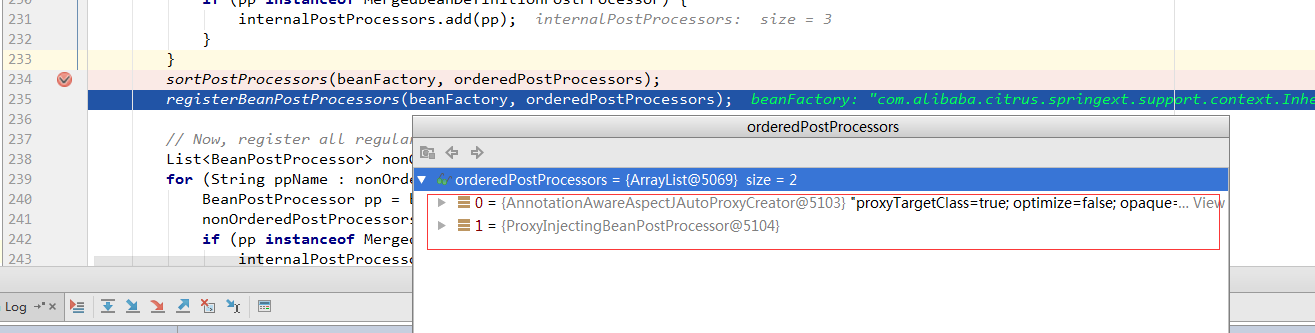 230 if (pp instanceof MergedBeanDefinitionPostProcessor) {
231 internalPostProcessors.add(pp); internalPostProcessors: size = 3
232 }
233 }
234 sortPostProcessors(beanFactory, orderedPostProcessors);
235 registerBeanPostProcessors(beanFactory, orderedPostProcessors); beanFactory: "com.alibaba.citrus.springext.support.context.Inhe
236
237 // Now, register all regular
238 List<BeanPostProcessor> nonO
239 for (String ppName : nonOrde
240 BeanPostProcessor pp = b
241 nonOrderedPostProcessors.
242 if (pp instanceof Merged
243 internalPostProcesso
orderedPostProcessors
orderedPostProcessors = {ArrayList@5069} size = 2
0 = {AnnotationAwareAspectJAutoProxyCreator@5103} "proxyTargetClass=true; optimize=false; opaque=... View
1 = {ProxyInjectingBeanPostProcessor@5104}
Log